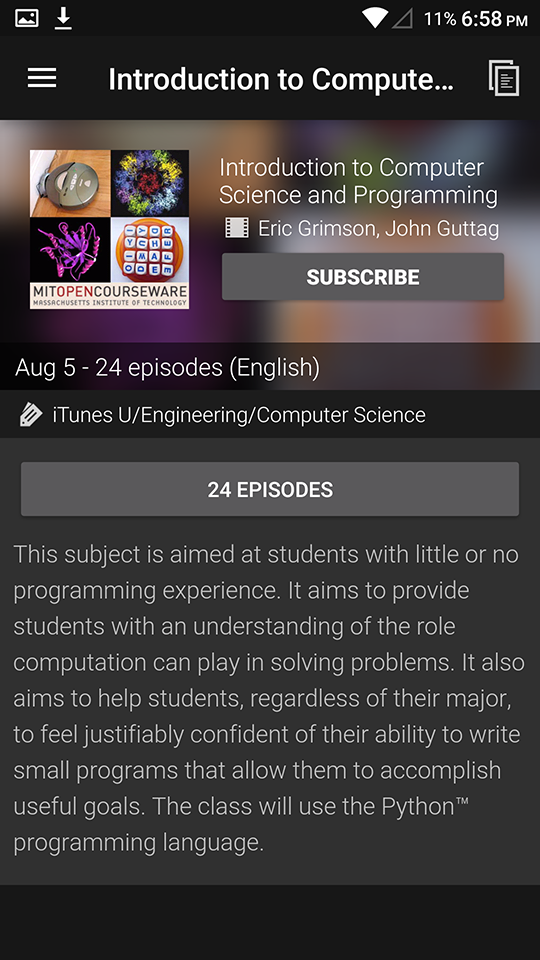 11% 6:58 PM
Introduction to Compute...
Introduction to Computer
Science and Programming
Eric Grimson, John Guttag
SUBSCRIBE
MITOPENCOURSEWARE
MASSACHUSETTS INSTITUTE OF TECHNOLOGY
Aug 5 - 24 episodes (English)
iTunes U/Engineering/Computer Science
24 EPISODES
This subject is aimed at students with little or no
programming experience. It aims to provide
students with an understanding of the role
computation can play in solving problems. It also
aims to help students, regardless of their major,
to feel justifiably confident of their ability to write
small programs that allow them to accomplish
useful goals. The class will use the Python™
programming language.